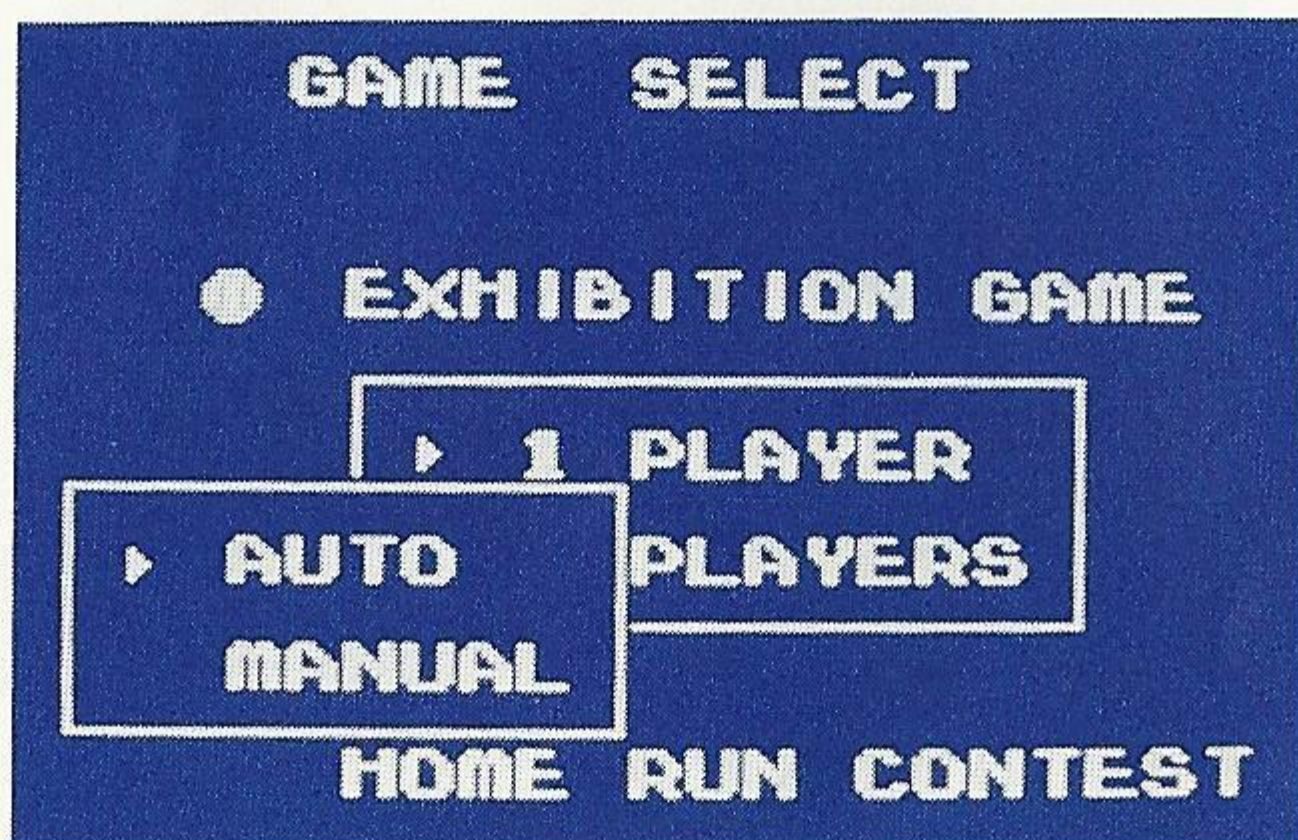 GAME SELECT
EXHIBITION GAME
1 PLAYER
PLAYERS
AUTO
MANUAL
HOME RUN CONTEST